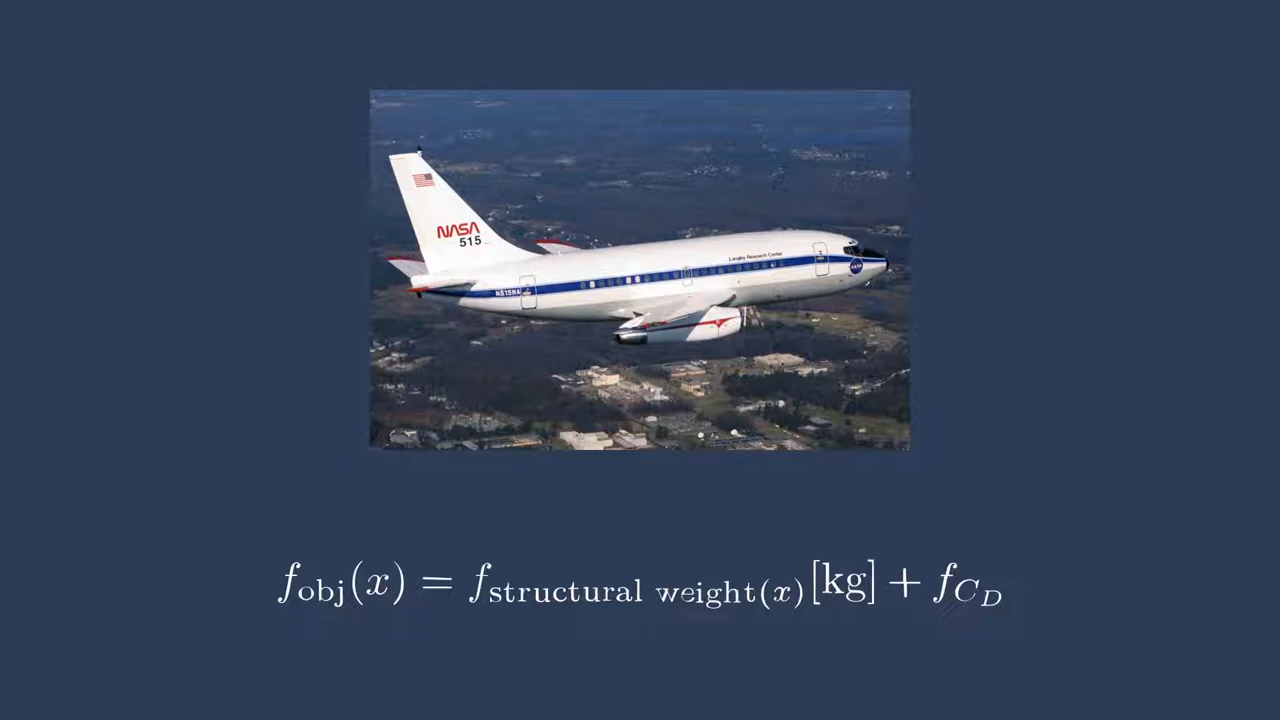 NASA
515
Langley Research Center
N515NA
f_obj(x) = f_structural weight(x)[kg] + f_C_D